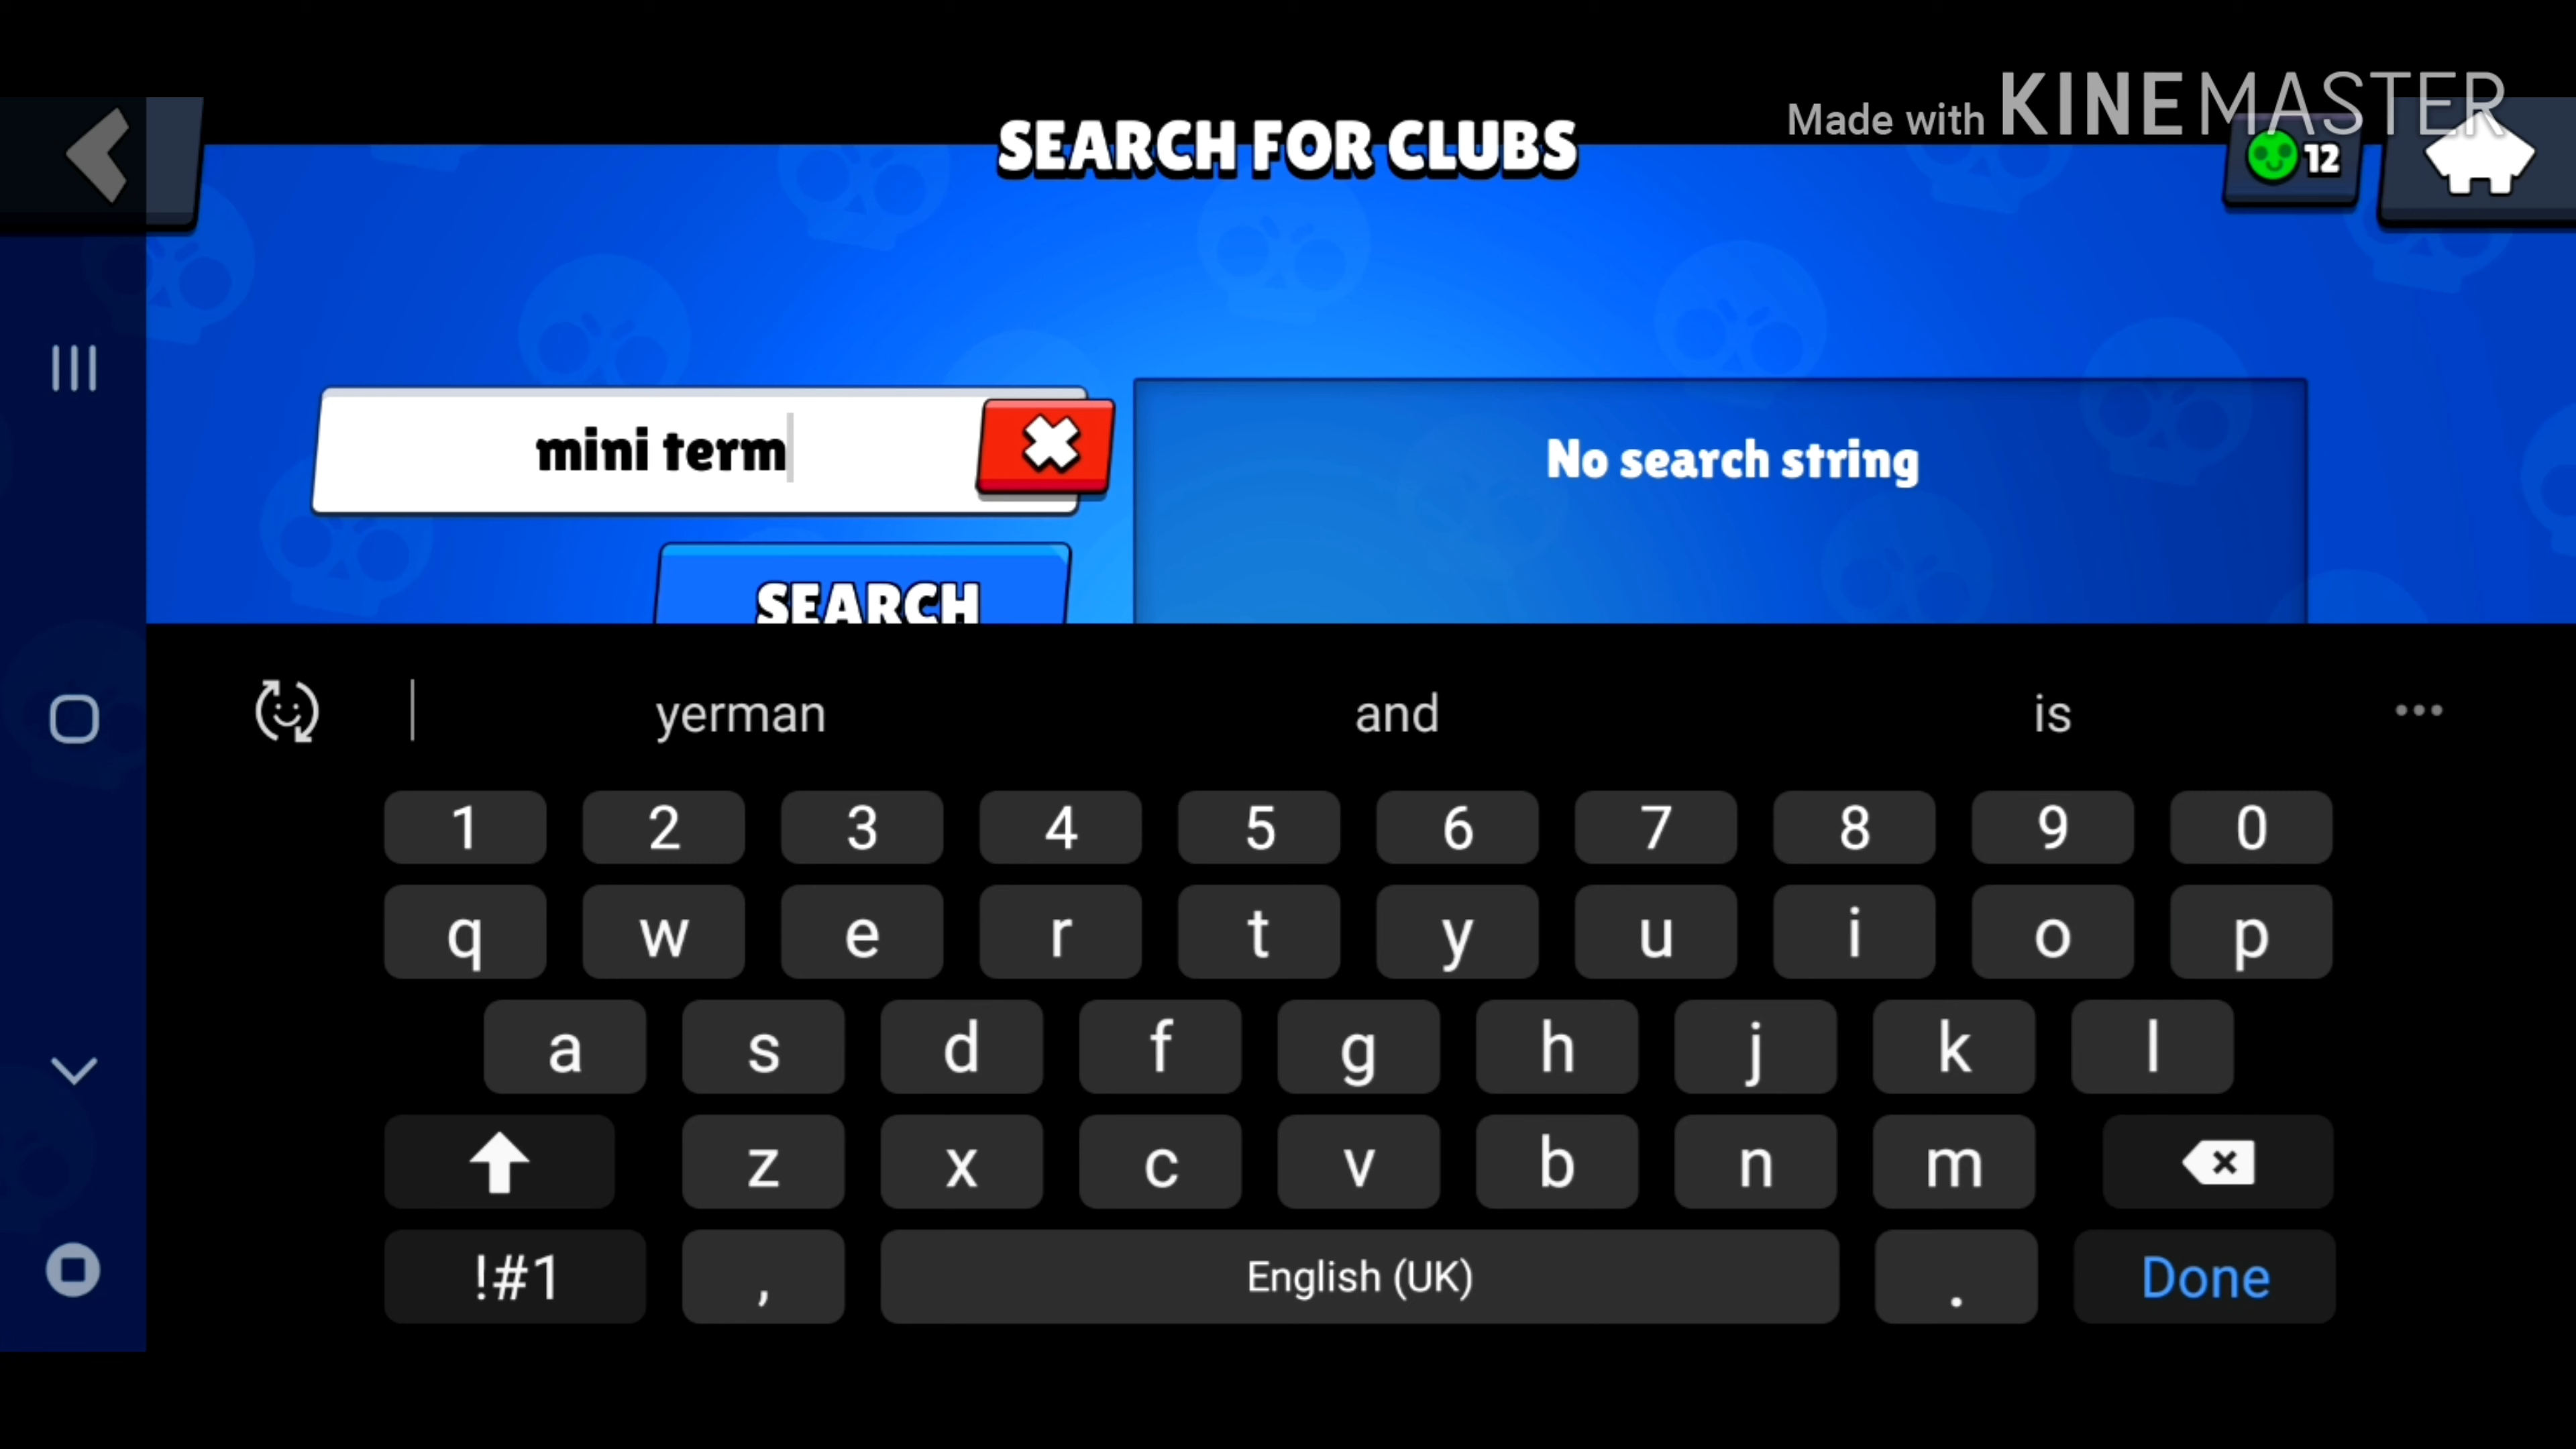 Made with KINEMASTER
SEARCH FOR CLUBS
12
mini term
No search string
SEARCH
yerman and is
1 2 3 4 5 6 7 8 9 0
q w e r t y u i o p
a s d f g h j k l
z x c v b n m
!#1 , English (UK) . Done